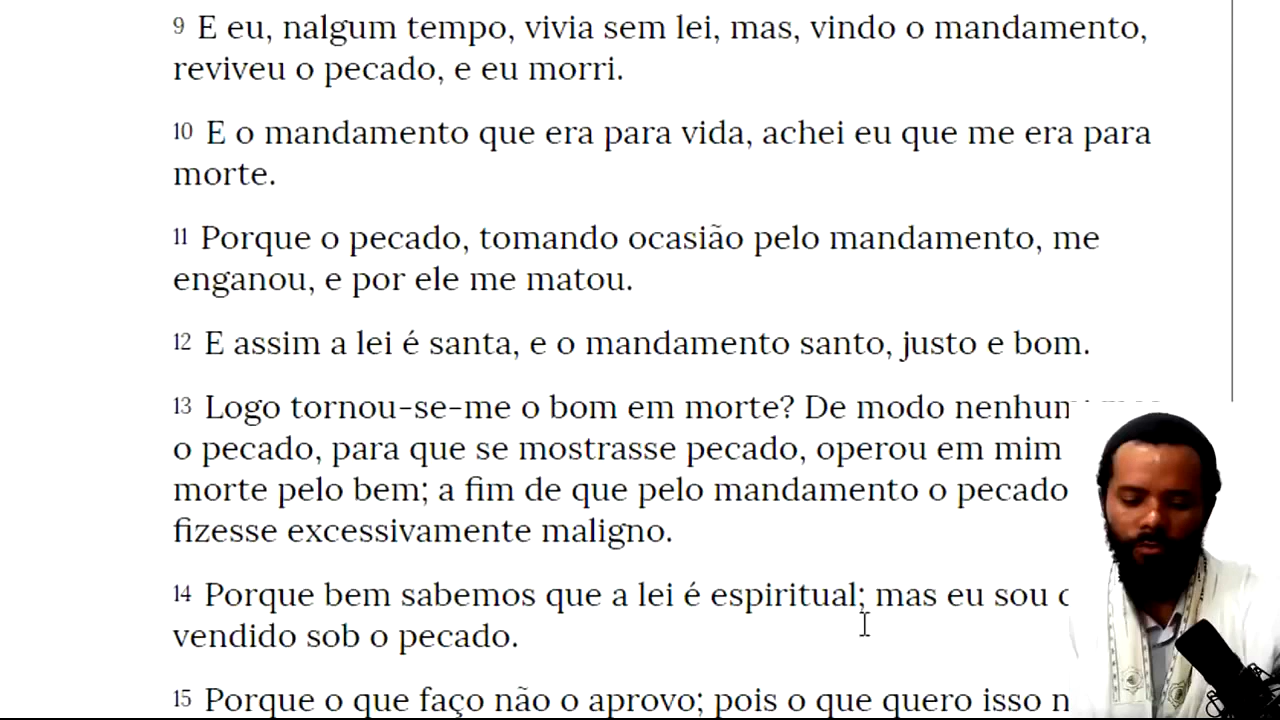 9 E eu, nalgum tempo, vivia sem lei, mas, vindo o mandamento,
reviveu o pecado, e eu morri.
10 E o mandamento que era para vida, achei eu que me era para
morte.
11 Porque o pecado, tomando ocasião pelo mandamento, me
enganou, e por ele me matou.
12 E assim a lei é santa, e o mandamento santo, justo e bom.
13 Logo tornou-se-me o bom em morte? De modo nenhum
o pecado, para que se mostrasse pecado, operou em mim
morte pelo bem; a fim de que pelo mandamento o pecado
fizesse excessivamente maligno.
14 Porque bem sabemos que a lei é espiritual; mas eu sou
vendido sob o pecado.
15 Porque o que faço não o aprovo; pois o que quero isso